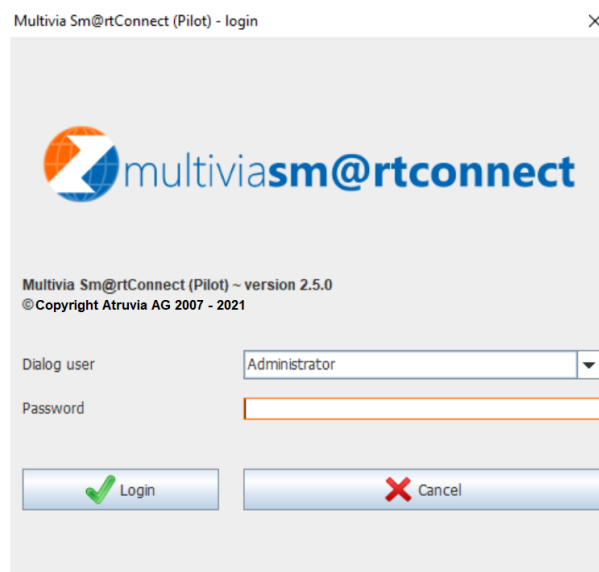 Multivia Sm@rtConnect (Pilot) - login
multiviasm@rtconnect
Multivia Sm@rtConnect (Pilot) ~ version 2.5.0
©Copyright Atruvia AG 2007 - 2021
Dialog user Administrator
Password
Login Cancel